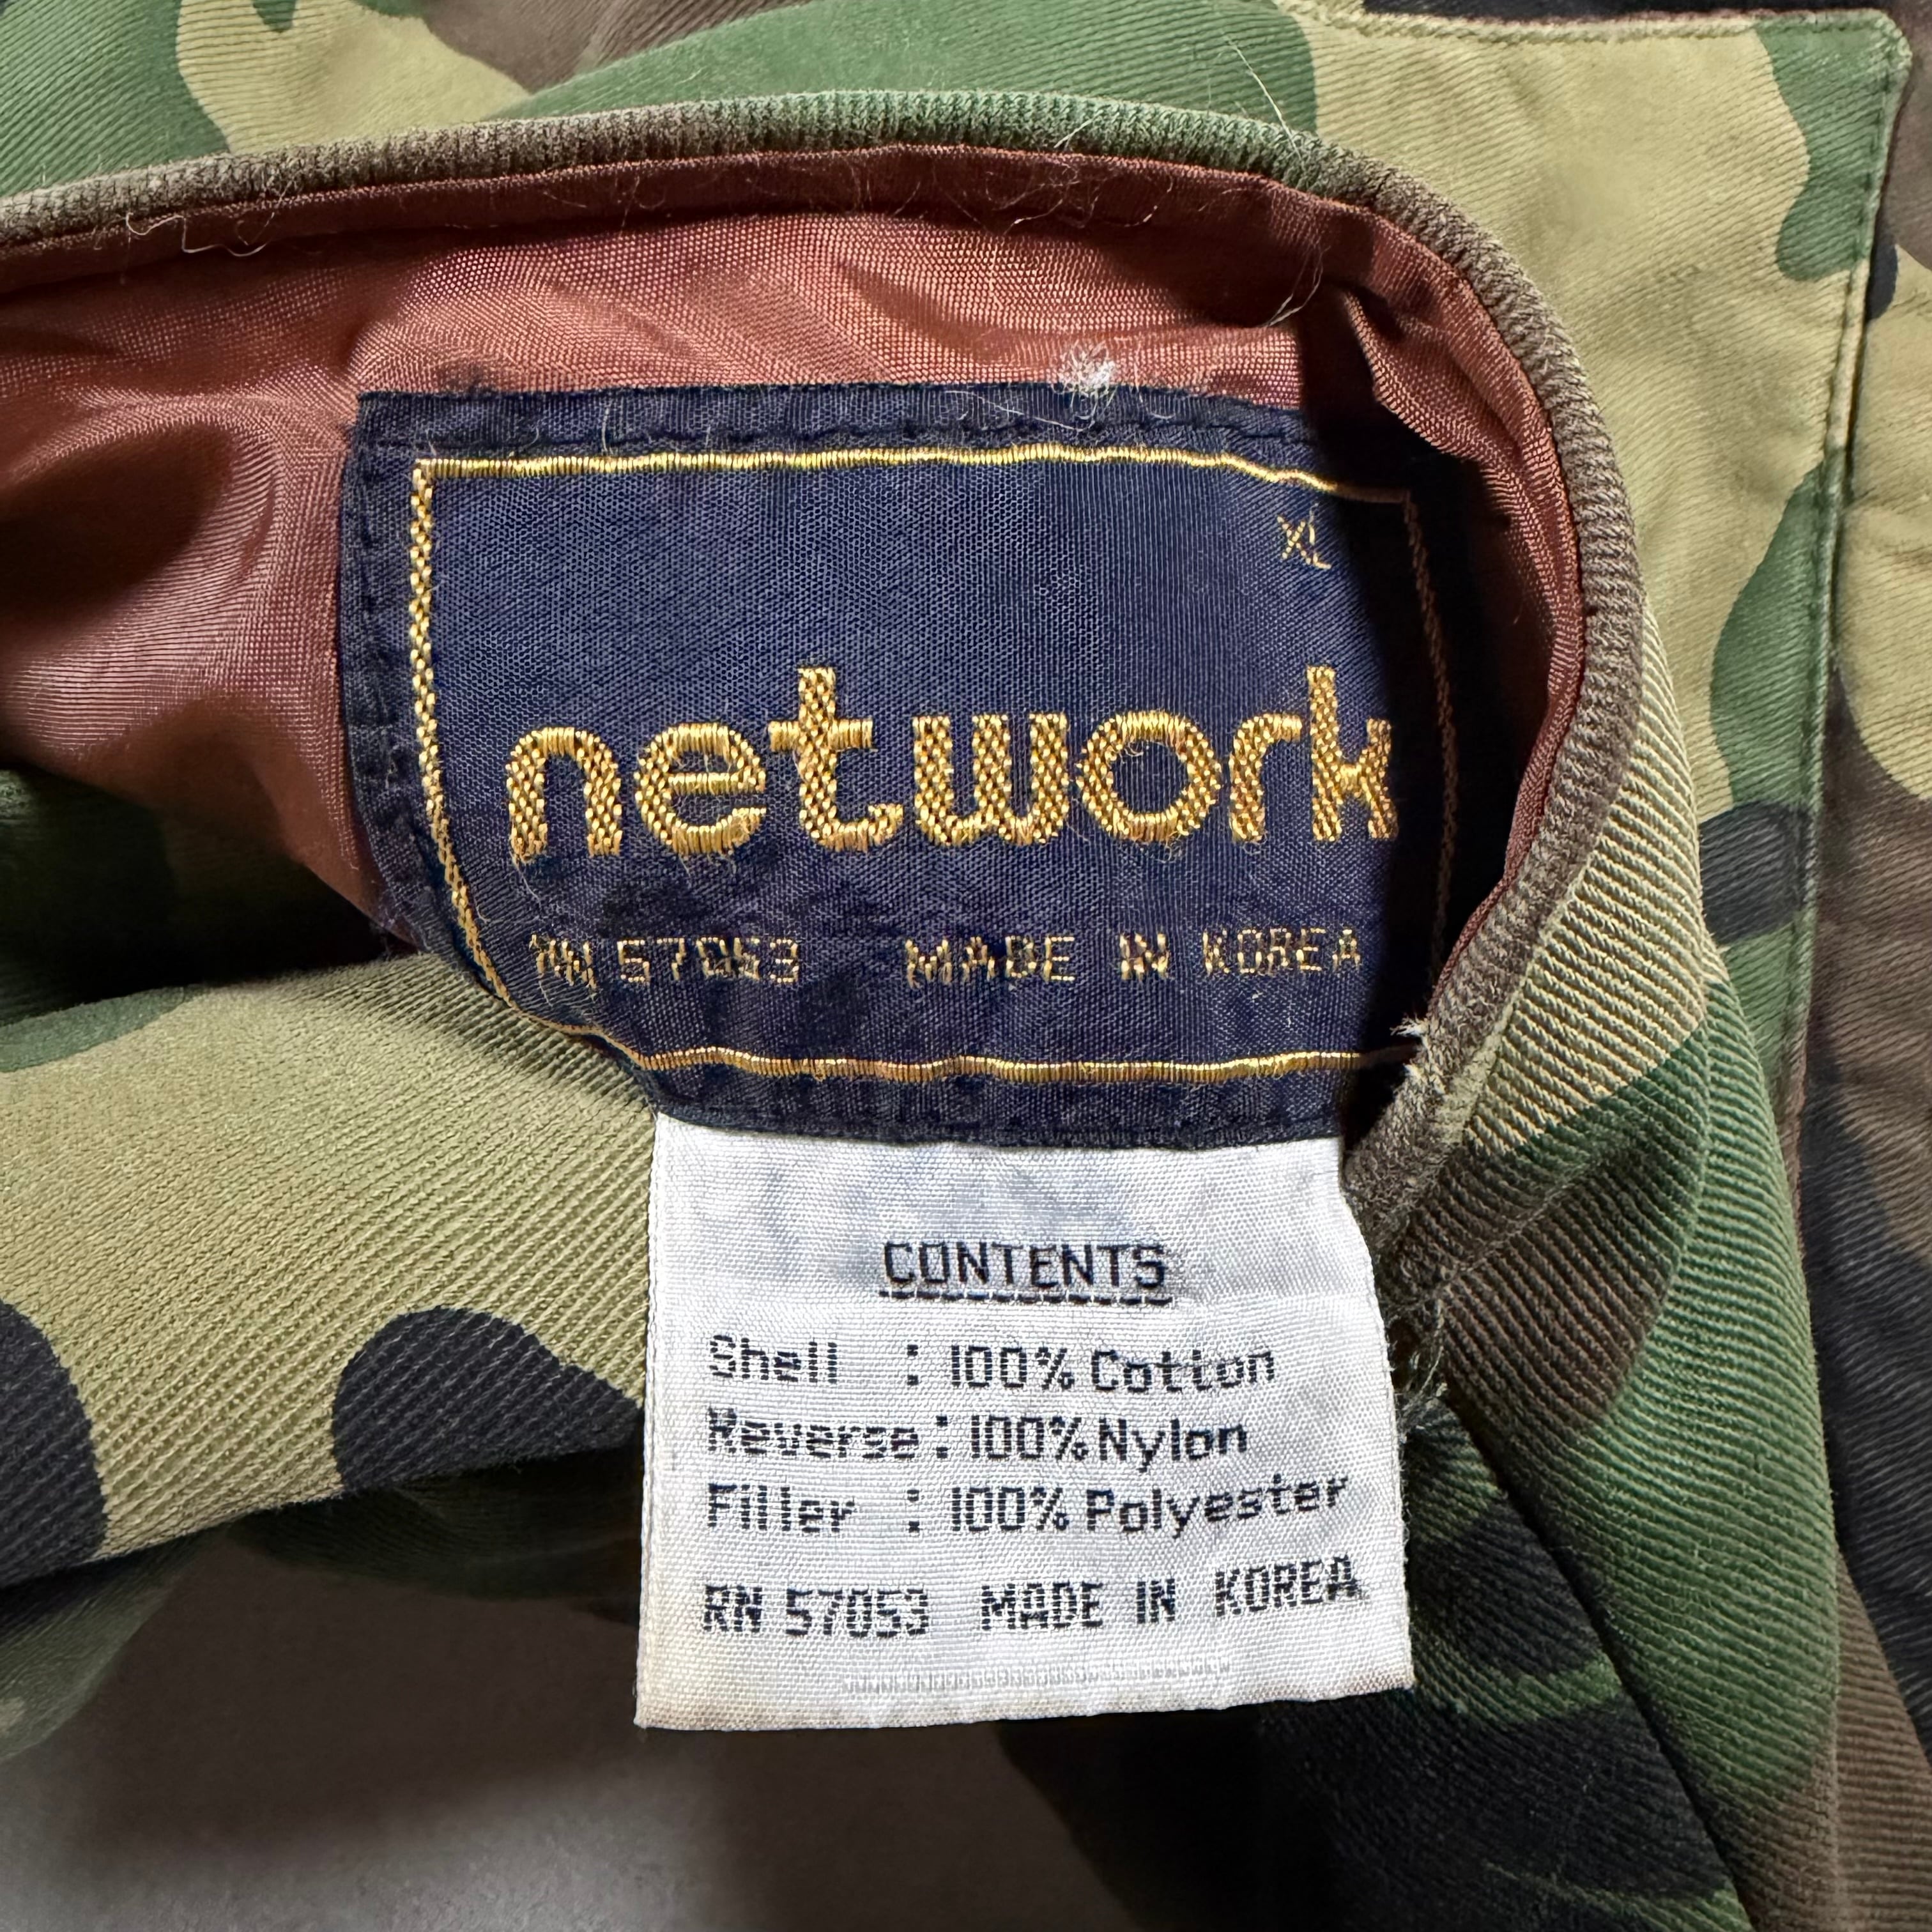 XL
network
RN 57053 MADE IN KOREA
CONTENTS
Shell : 100% Cotton
Reverse : 100% Nylon
Filler : 100% Polyester
RN 57053 MADE IN KOREA